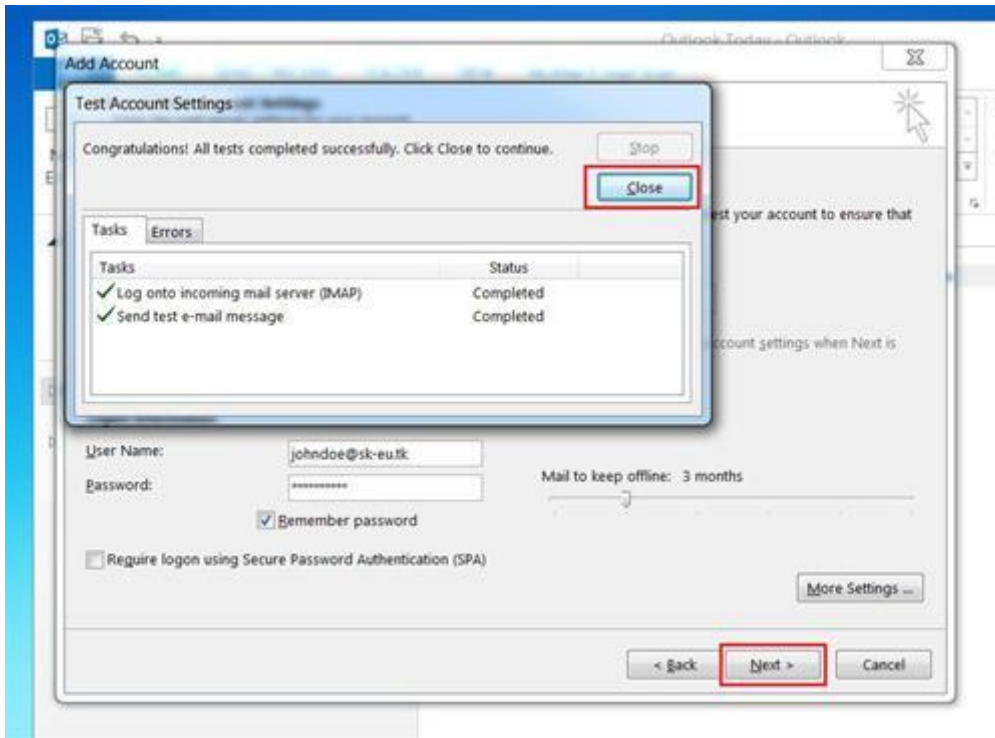 Outlook Today - Outlook
Add Account
Test Account Settings
Congratulations! All tests completed successfully. Click Close to continue.
Stop
Close
est your account to ensure that
Tasks
Errors
Tasks Status
Log onto incoming mail server (IMAP) Completed
Send test e-mail message Completed
ccount settings when Next is
User Name: johndoe@sk-eu.tk
Password: **********
Mail to keep offline: 3 months
Remember password
Require logon using Secure Password Authentication (SPA)
More Settings ...
< Back
Next >
Cancel